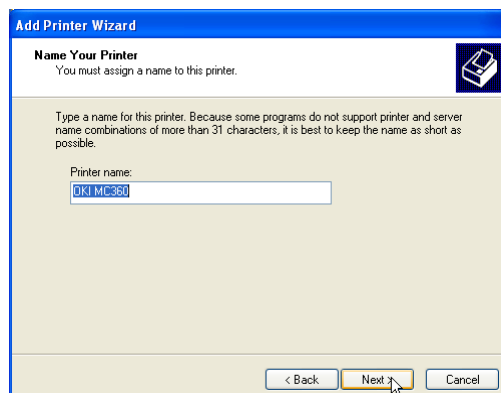 Add Printer Wizard
Name Your Printer
You must assign a name to this printer.
Type a name for this printer. Because some programs do not support printer and server
name combinations of more than 31 characters, it is best to keep the name as short as
possible.
Printer name:
OKI MC360
< Back
Next >
Cancel